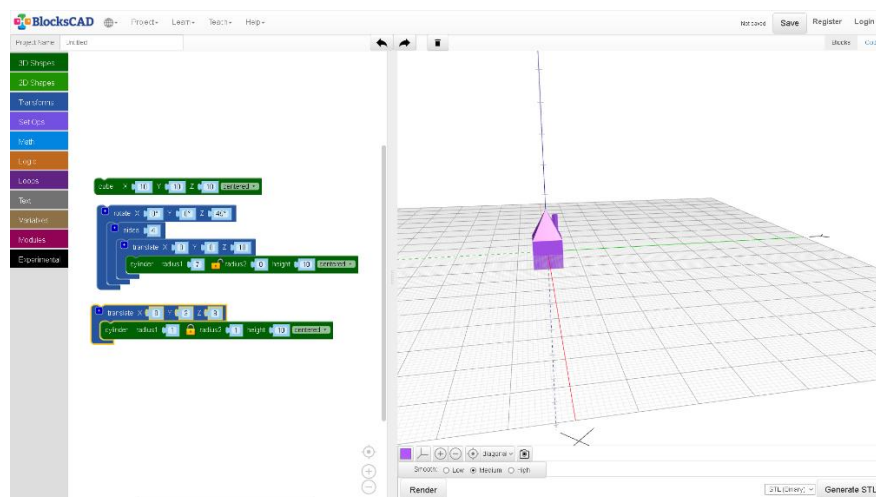 BlocksCAD Project Learn Teach Help Not saved Save Register Login
Project Name Untitled Blocks
3D Shapes
2D Shapes
Transforms
Set Ops
Math
Logic
Loops
Text
Variables
Modules
Experimental
cube X 10 Y 10 Z 10 centered
rotate X 0° Y 0° Z 45°
sides 4
translate X 0 Y 0 Z 10
cylinder radius1 7 radius2 0 height 10 centered
translate X 0 Y Z
cylinder radius1 1 radius2 1 height 10 centered
diagonal
Smooth: Low Medium High
Render STL (binary) Generate STL